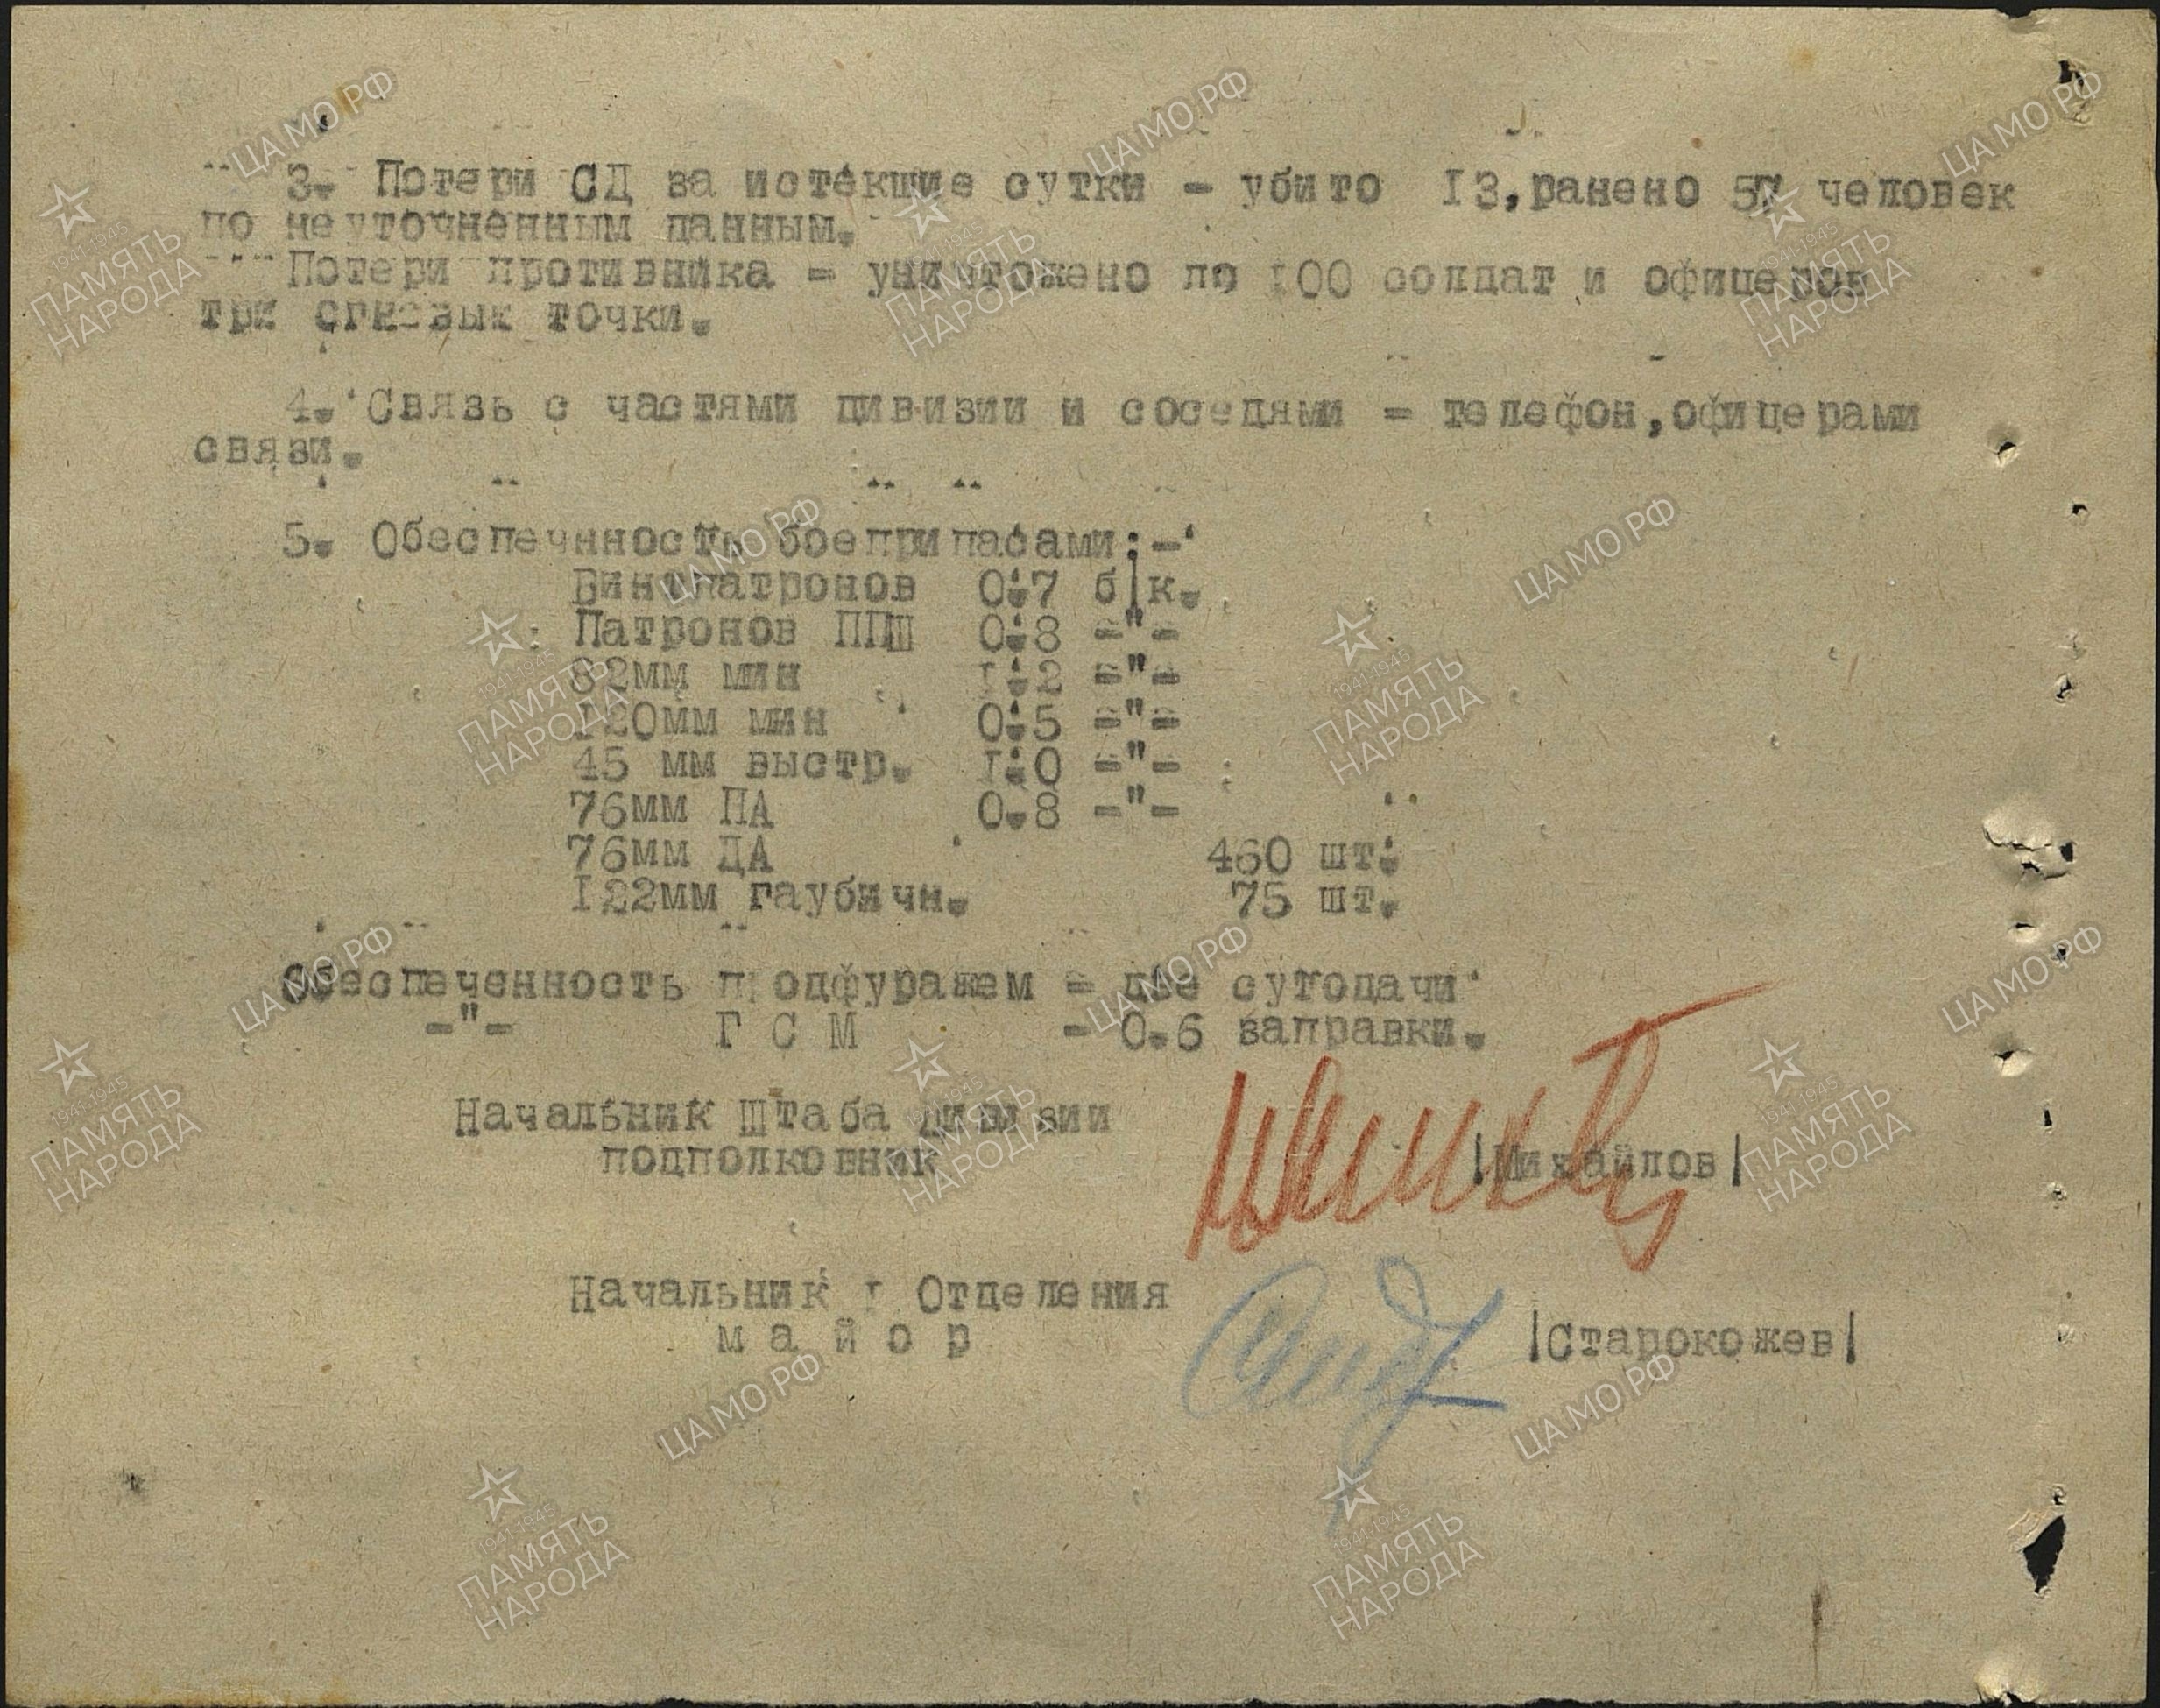 3. Потери СД за истекшие сутки - убито 13, ранено 57 человек
по неуточненным данным.
Потери противника - уничтожено до 100 солдат и офицеров
три огневых точки.
4. Связь с частями дивизии и соседями - телефон, офицерами
связи.
5. Обеспечнность боеприпасами:-
Винтпатронов 0.7 б/к.
Патронов ППШ 0.8 -"-
82мм мин 1.2 -"-
120мм мин 0.5 -"-
45 мм выстр. 1.0 -"-
76мм ПА 0.8 -"-
76мм ДА 460 шт.
122мм гаубичн. 75 шт.
Обеспеченность продфуражем - две сутодачи
-"- Г С М - 0.6 заправки.
Начальник Штаба дивизии
подполковник /Михайлов/
Начальник 1 Отделения
м а й о р /Старокожев/